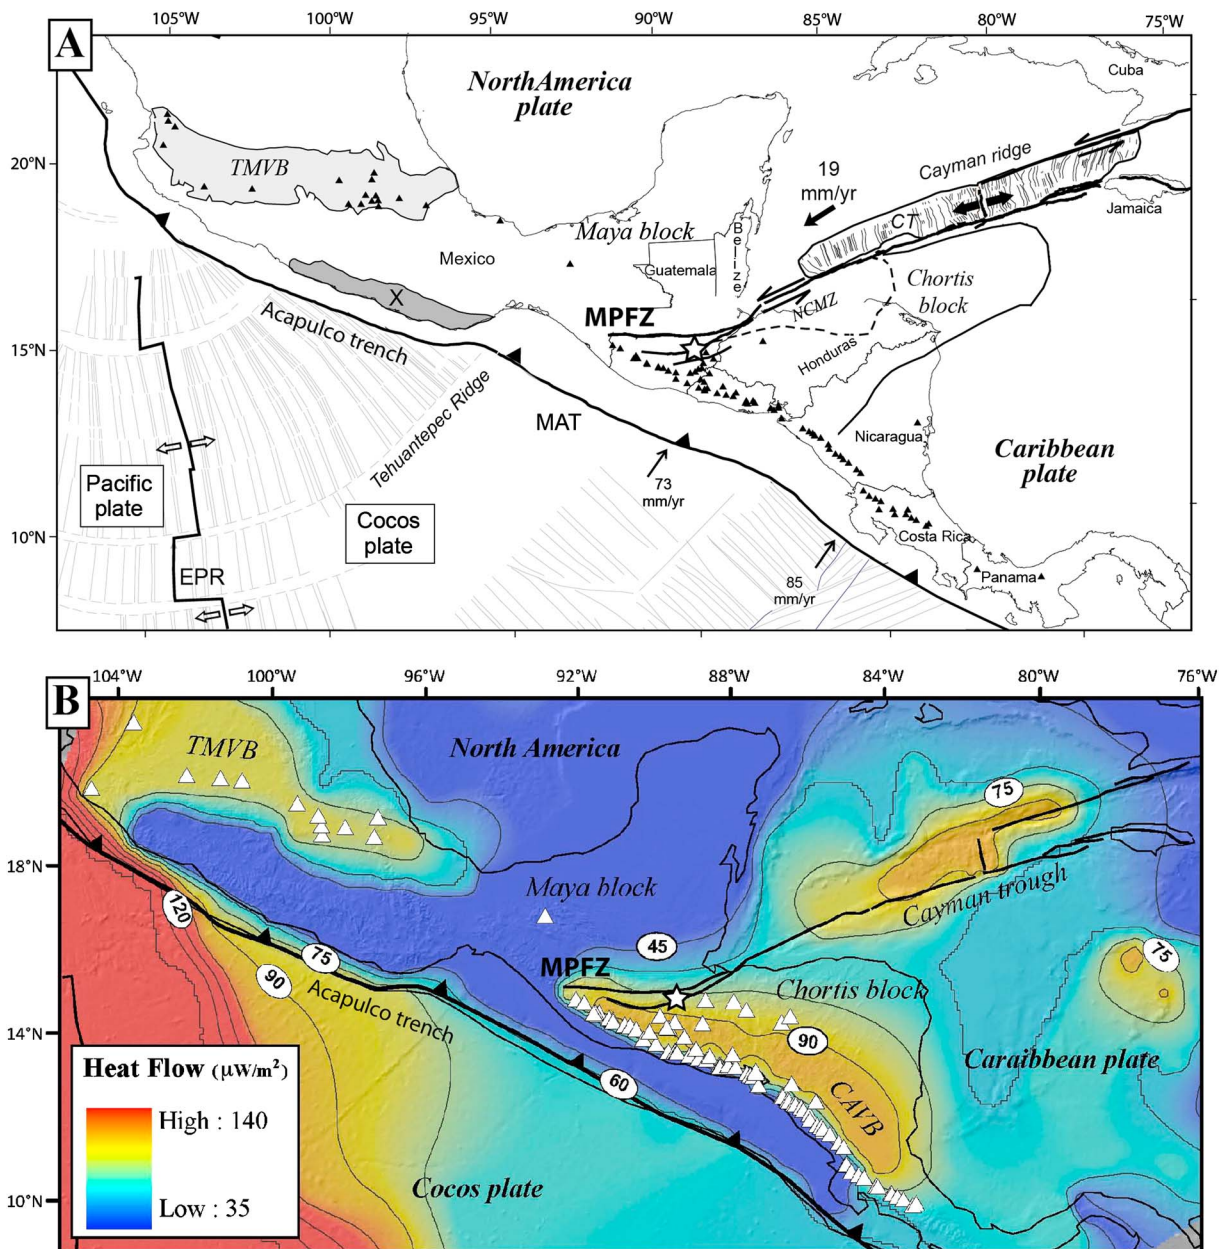 105°W 100°W 95°W 90°W 85°W 80°W 75°W
A
Cuba
NorthAmerica
plate
20°N
TMVB
Cayman ridge
19
mm/yr
CT
Jamaica
Maya block
Belize
Mexico
Guatemala
Chortis
block
X
NCMZ
MPFZ
Acapulco trench
15°N
Honduras
Tehuantepec Ridge
MAT
Nicaragua
Caribbean
plate
73
mm/yr
Pacific
plate
Cocos
plate
10°N
Costa Rica
EPR
85
mm/yr
Panama
104°W 100°W 96°W 92°W 88°W 84°W 80°W 76°W
B
TMVB
North America
75
18°N
Maya block
Cayman trough
120
45
75
75
MPFZ
90
Chortis block
Acapulco trench
14°N
90
Caraibbean plate
60
CAVB
Heat Flow (µW/m²)
High : 140
Low : 35
Cocos plate
10°N